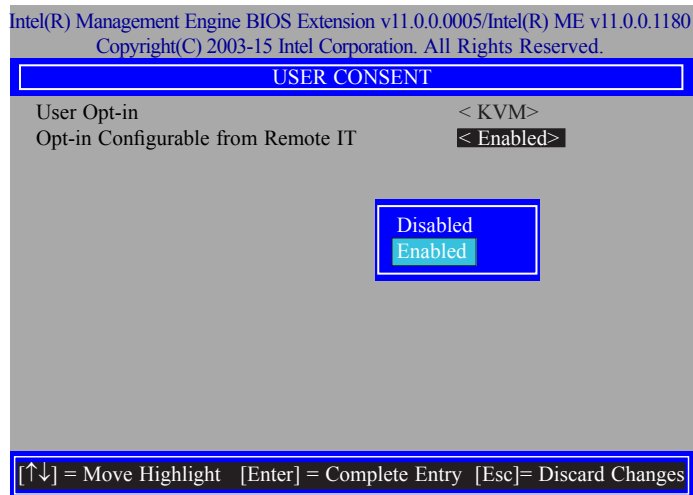 Intel(R) Management Engine BIOS Extension v11.0.0.0005/Intel(R) ME v11.0.0.1180
Copyright(C) 2003-15 Intel Corporation. All Rights Reserved.
USER CONSENT
User Opt-in < KVM>
Opt-in Configurable from Remote IT < Enabled>
Disabled
Enabled
[↑↓] = Move Highlight [Enter] = Complete Entry [Esc]= Discard Changes